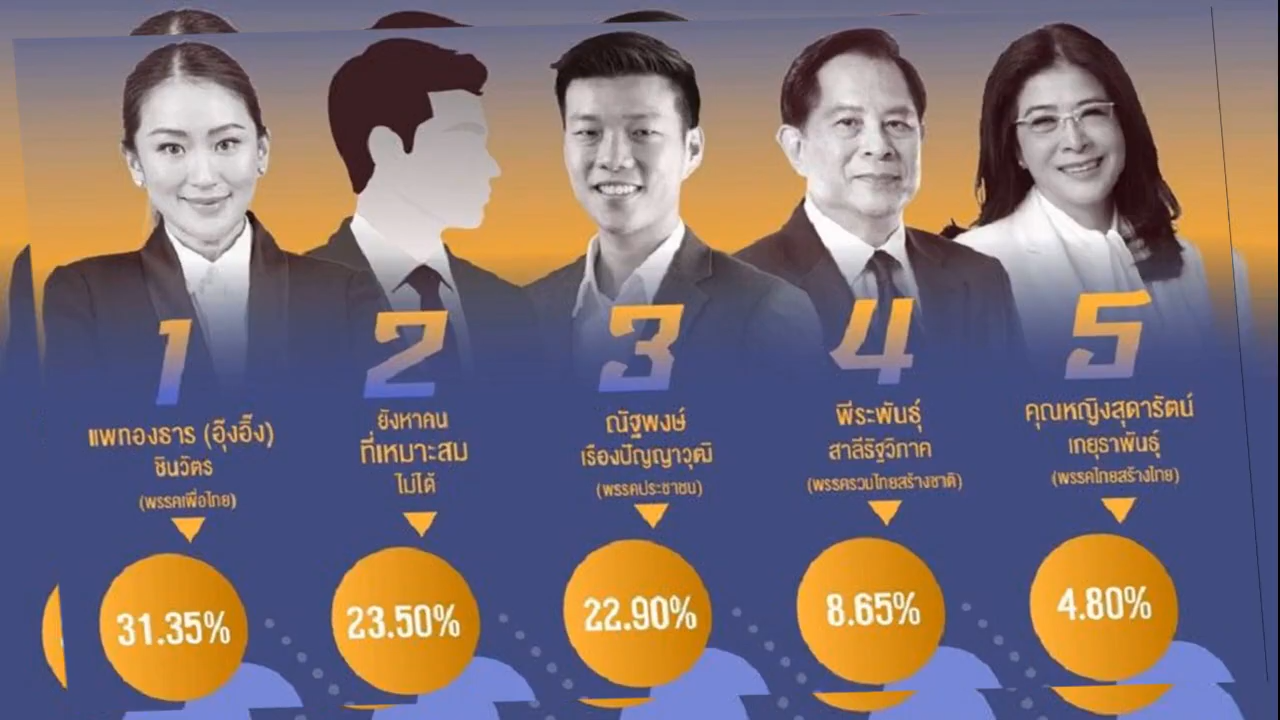 1
แพทองธาร (อุ๊งอิ๊ง)
ชินวัตร
(พรรคเพื่อไทย)
31.35%
2
ยังหาคน
ที่เหมาะสม
ไม่ได้
23.50%
3
ณัฐพงษ์
เรืองปัญญาวุฒิ
(พรรคประชาชน)
22.90%
4
พีระพันธุ์
สาลีรัฐวิภาค
(พรรครวมไทยสร้างชาติ)
8.65%
5
คุณหญิงสุดารัตน์
เกยุราพันธุ์
(พรรคไทยสร้างไทย)
4.80%